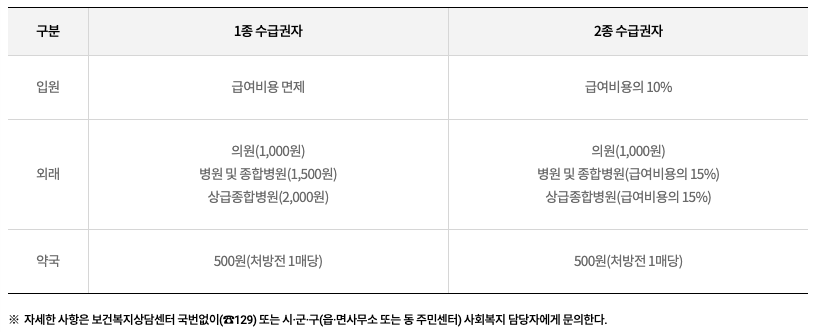 구분 1종 수급권자 2종 수급권자
입원 급여비용 면제 급여비용의 10%
의원(1,000원) 의원(1,000원)
외래 병원 및 종합병원(1,500원) 병원 및 종합병원(급여비용의 15%)
상급종합병원(2,000원) 상급종합병원(급여비용의 15%)
약국 500원(처방전 1매당) 500원(처방전 1매당)
※ 자세한 사항은 보건복지상담센터 국번없이(☎129) 또는 시·군·구(읍·면사무소 또는 동 주민센터) 사회복지 담당자에게 문의한다.